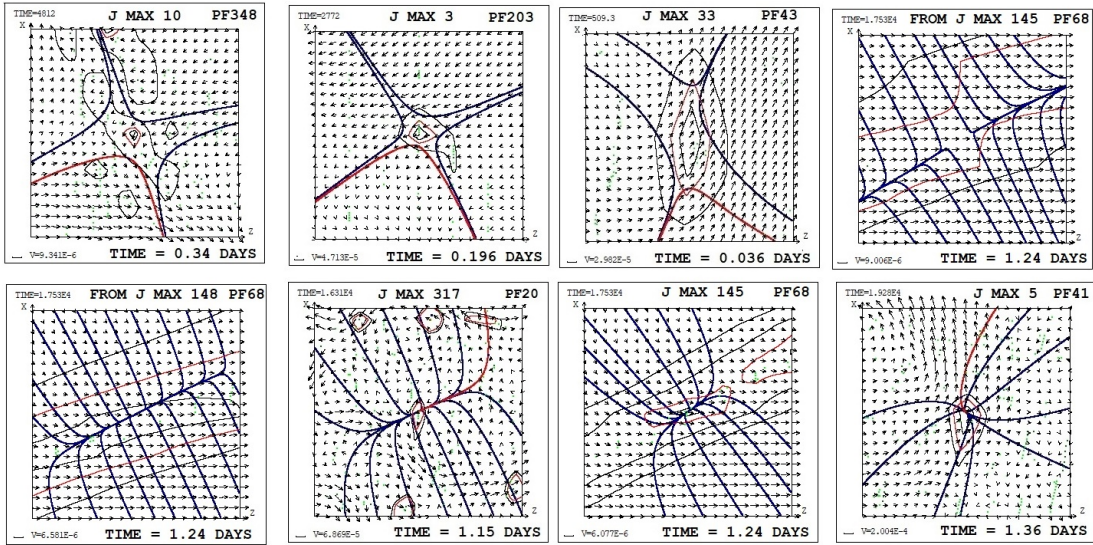 TIME=4812 J MAX 10 PF348
X
Z
V=9.341E-6 TIME = 0.34 DAYS
TIME=2772 J MAX 3 PF203
X
Z
V=4.713E-5 TIME = 0.196 DAYS
TIME=509.3 J MAX 33 PF43
X
Z
V=2.982E-5 TIME = 0.036 DAYS
TIME=1.753E4 FROM J MAX 145 PF68
X
Z
V=9.006E-6 TIME = 1.24 DAYS
TIME=1.753E4 FROM J MAX 148 PF68
X
Z
V=6.581E-6 TIME = 1.24 DAYS
TIME=1.631E4 J MAX 317 PF20
X
Z
V=6.869E-5 TIME = 1.15 DAYS
TIME=1.753E4 J MAX 145 PF68
X
Z
V=6.077E-6 TIME = 1.24 DAYS
TIME=1.928E4 J MAX 5 PF41
X
Z
V=2.004E-4 TIME = 1.36 DAYS